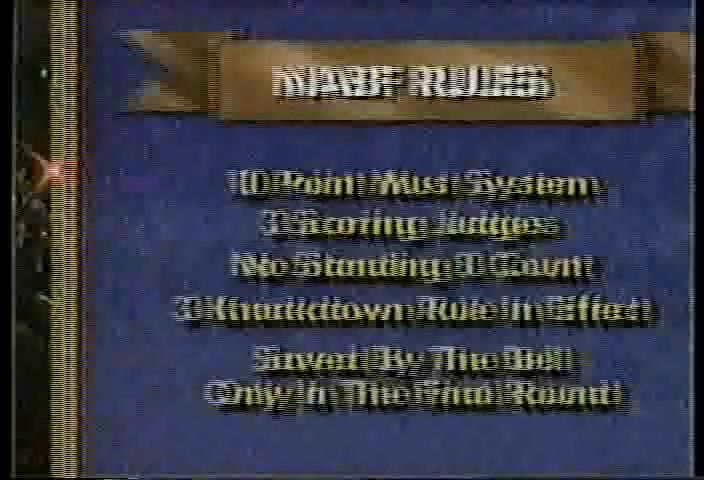 NABF RULES
10 Point Must System
3 Scoring Judges
No Standing 8 Count
3 Knockdown Rule In Effect
Saved By The Bell
Only In The Final Round